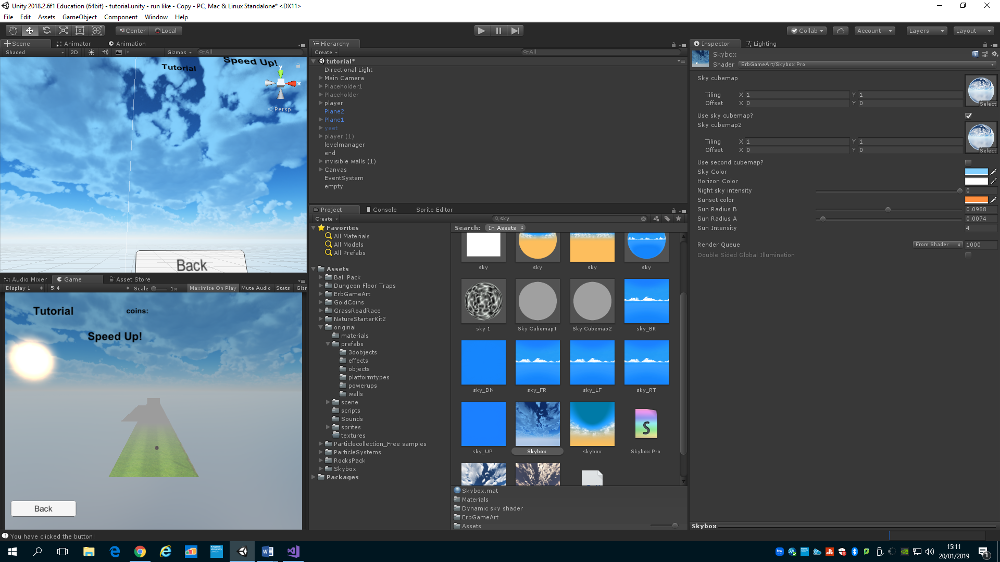 Unity 2018.2.6f1 Education (64bit) - tutorial.unity - run like - Copy - PC, Mac & Linux Standalone* <DX11>
File Edit Assets GameObject Component Window Help
Center Local Collab Account Layers Layout
Scene Animator Animation
Shaded 2D Gizmos All
Tutorial
Speed Up!
y
x
Persp
Back
Hierarchy
Create All
tutorial*
Directional Light
Main Camera
Placeholder1
Placeholder
player
Plane2
Plane1
yeet
player (1)
levelmanager
end
invisible walls (1)
Canvas
EventSystem
empty
Inspector Lighting
Skybox
Shader ErbGameArt/Skybox Pro
Sky cubemap
Tiling X 1 Y 1
Offset X 0 Y 0
Select
Use sky cubemap?
Sky cubemap2
Tiling X 1 Y 1
Offset X 0 Y 0
Select
Use second cubemap?
Sky Color
Horizon Color
Night sky intensity 0
Sunset color
Sun Radius B 0.0988
Sun Radius A 0.0074
Sun Intensity 4
Render Queue From Shader 1000
Double Sided Global Illumination
Skybox
Audio Mixer Game Asset Store
Display 1 5:4 Scale 1x Maximize On Play Mute Audio Stats Giz
Tutorial coins:
Speed Up!
Back
Project Console Sprite Editor
Create sky
Favorites
All Materials
All Models
All Prefabs
Assets
Ball Pack
Dungeon Floor Traps
ErbGameArt
GoldCoins
GrassRoadRace
NatureStarterKit2
original
materials
prefabs
3dobjects
effects
objects
platformtypes
powerups
walls
scene
scripts
Sounds
sprites
textures
Particlecollection_Free samples
ParticleSystems
RocksPack
Skybox
Packages
Search: In Assets
sky sky sky sky
sky 1 Sky Cubemap1 Sky Cubemap2 sky_BK
sky_DN sky_FR sky_LF sky_RT
S
sky_UP Skybox skybox Skybox Pro
Skybox.mat
Materials
Dynamic sky shader
ErbGameArt
Assets
You have clicked the button!
15:11
20/01/2019
1